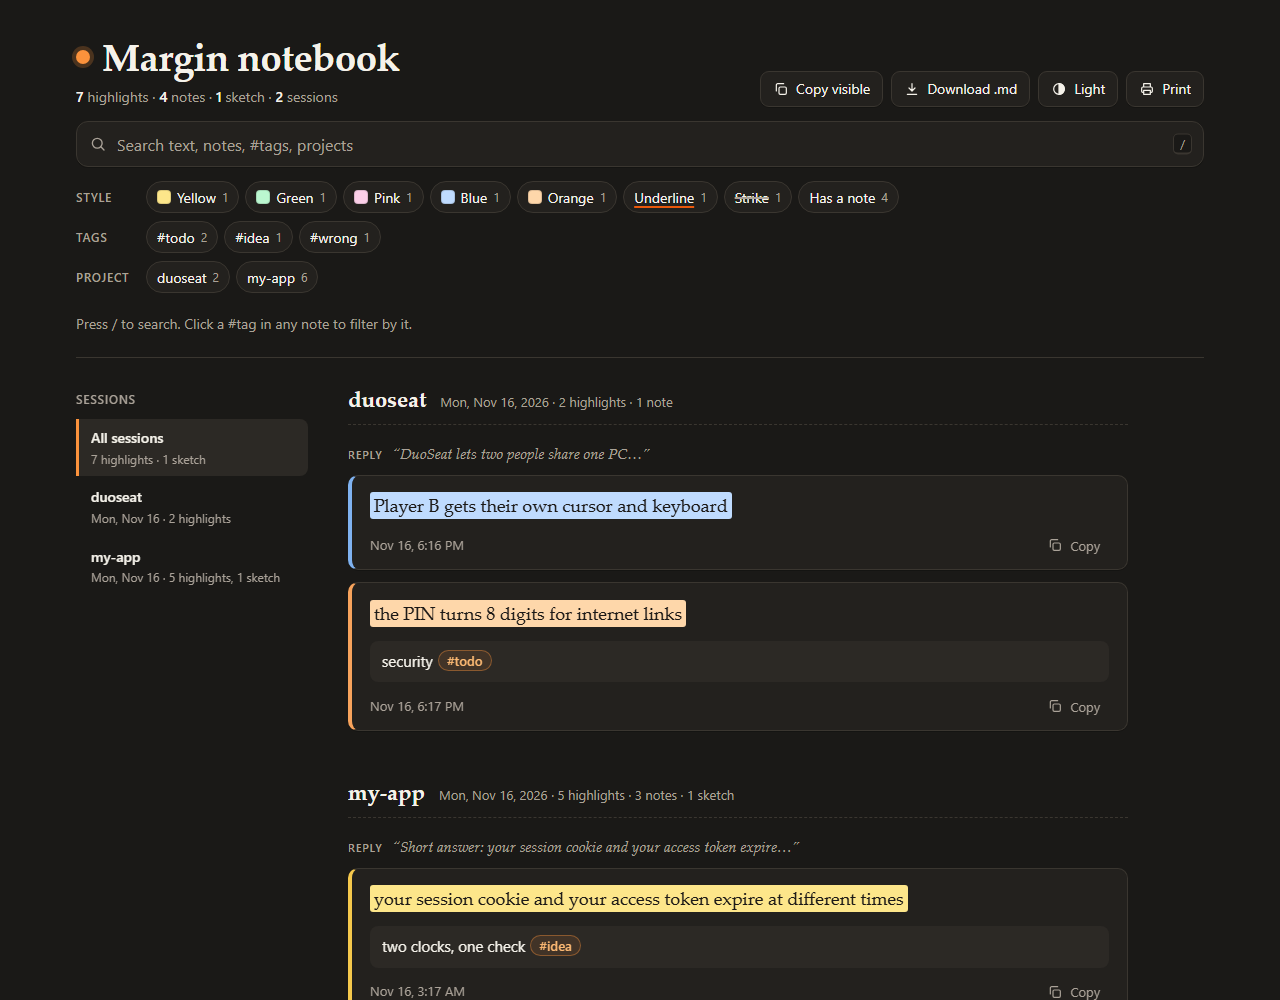 Margin notebook
7 highlights · 4 notes · 1 sketch · 2 sessions
Copy visible
Download .md
Light
Print
Search text, notes, #tags, projects
/
STYLE
Yellow 1
Green 1
Pink 1
Blue 1
Orange 1
Underline 1
Strike 1
Has a note 4
TAGS
#todo 2
#idea 1
#wrong 1
PROJECT
duoseat 2
my-app 6
Press / to search. Click a #tag in any note to filter by it.
SESSIONS
All sessions
7 highlights · 1 sketch
duoseat
Mon, Nov 16 · 2 highlights
my-app
Mon, Nov 16 · 5 highlights, 1 sketch
duoseat Mon, Nov 16, 2026 · 2 highlights · 1 note
REPLY “DuoSeat lets two people share one PC…”
Player B gets their own cursor and keyboard
Nov 16, 6:16 PM
Copy
the PIN turns 8 digits for internet links
security #todo
Nov 16, 6:17 PM
Copy
my-app Mon, Nov 16, 2026 · 5 highlights · 3 notes · 1 sketch
REPLY “Short answer: your session cookie and your access token expire…”
your session cookie and your access token expire at different times
two clocks, one check #idea
Nov 16, 3:17 AM
Copy